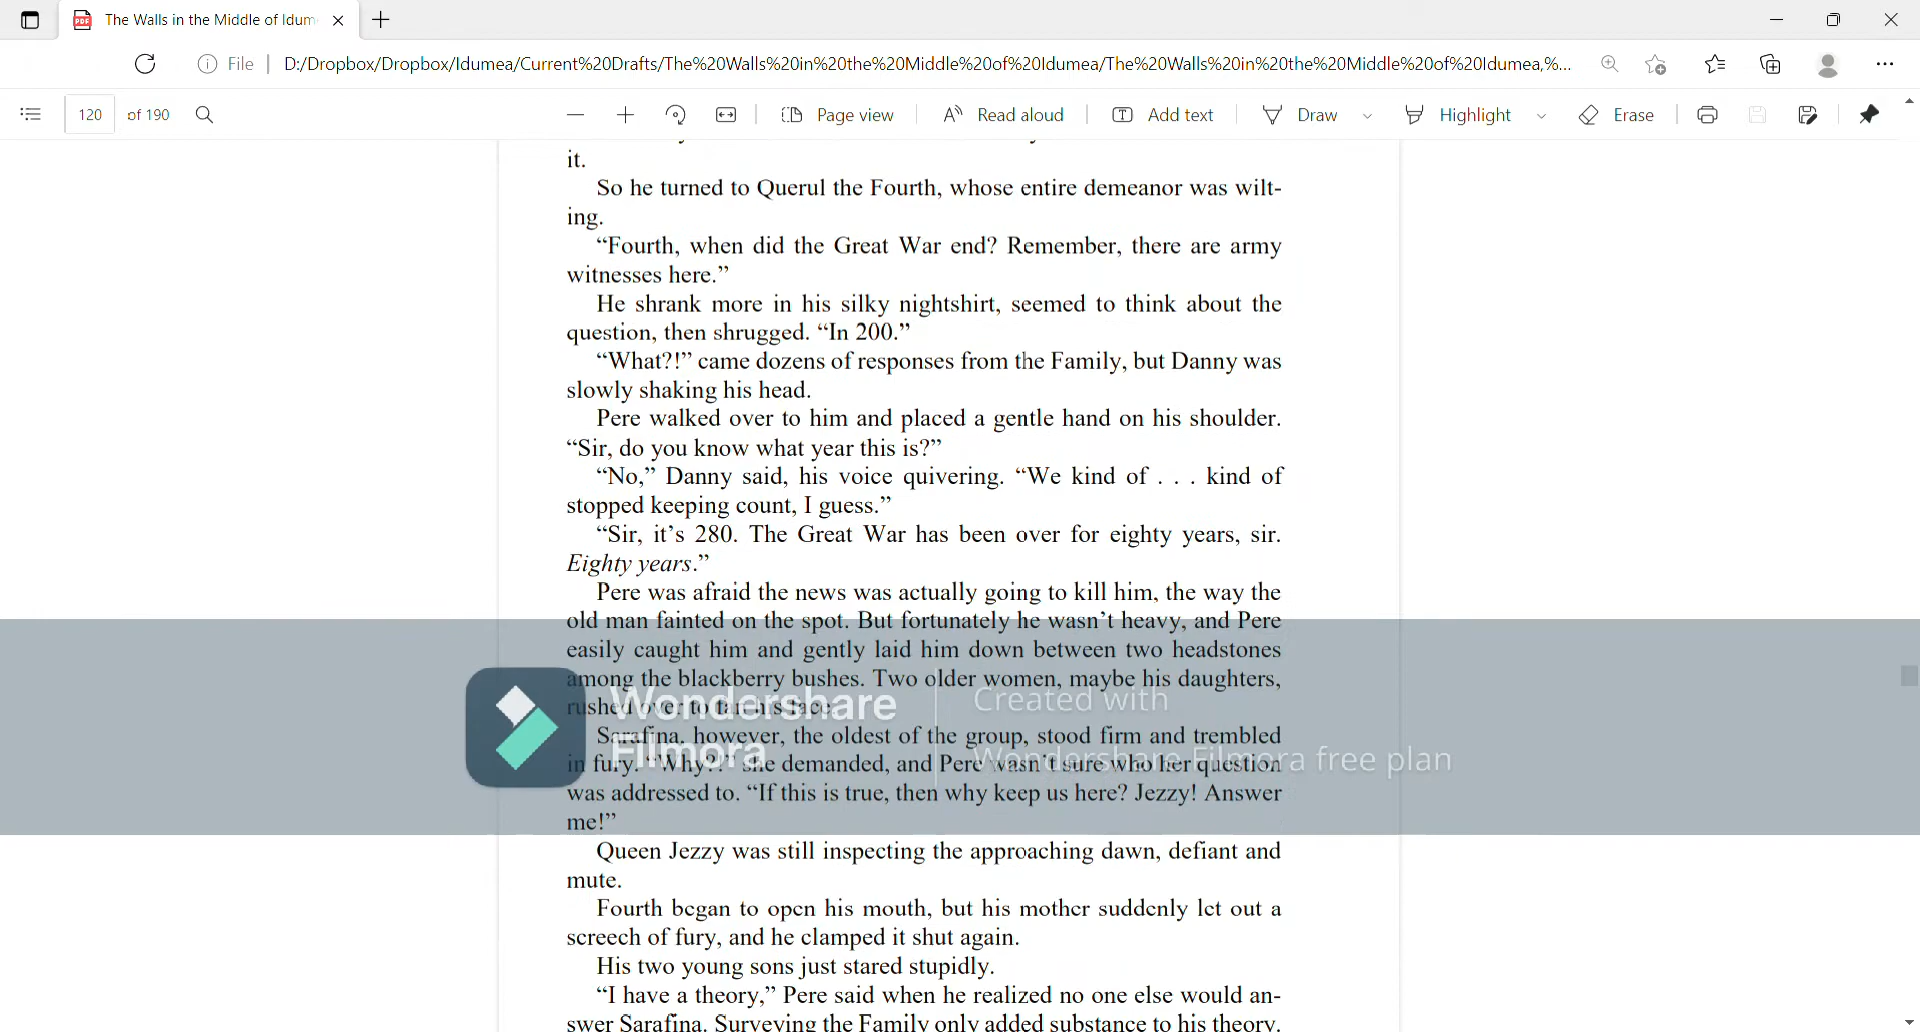 The Walls in the Middle of Idum
File
D:/Dropbox/Dropbox/Idumea/Current%20Drafts/The%20Walls%20in%20the%20Middle%20of%20Idumea/The%20Walls%20in%20the%20Middle%20of%20Idumea,%...
120 of 190
Page view
Read aloud
Add text
Draw
Highlight
Erase
it.
So he turned to Querul the Fourth, whose entire demeanor was wilt-
ing.
“Fourth, when did the Great War end? Remember, there are army
witnesses here.”
He shrank more in his silky nightshirt, seemed to think about the
question, then shrugged. “In 200.”
“What?!” came dozens of responses from the Family, but Danny was
slowly shaking his head.
Pere walked over to him and placed a gentle hand on his shoulder.
“Sir, do you know what year this is?”
“No,” Danny said, his voice quivering. “We kind of . . . kind of
stopped keeping count, I guess.”
“Sir, it’s 280. The Great War has been over for eighty years, sir.
Eighty years.”
Pere was afraid the news was actually going to kill him, the way the
old man fainted on the spot. But fortunately he wasn’t heavy, and Pere
easily caught him and gently laid him down between two headstones
among the blackberry bushes. Two older women, maybe his daughters,
rushed over to fan his face.
Sarafina, however, the oldest of the group, stood firm and trembled
in fury. “Why?!” she demanded, and Pere wasn’t sure who her question
was addressed to. “If this is true, then why keep us here? Jezzy! Answer
me!”
Queen Jezzy was still inspecting the approaching dawn, defiant and
mute.
Fourth began to open his mouth, but his mother suddenly let out a
screech of fury, and he clamped it shut again.
His two young sons just stared stupidly.
“I have a theory,” Pere said when he realized no one else would an-
swer Sarafina. Surveying the Family only added substance to his theory.
Wondershare
Filmora
Created with
Wondershare Filmora free plan